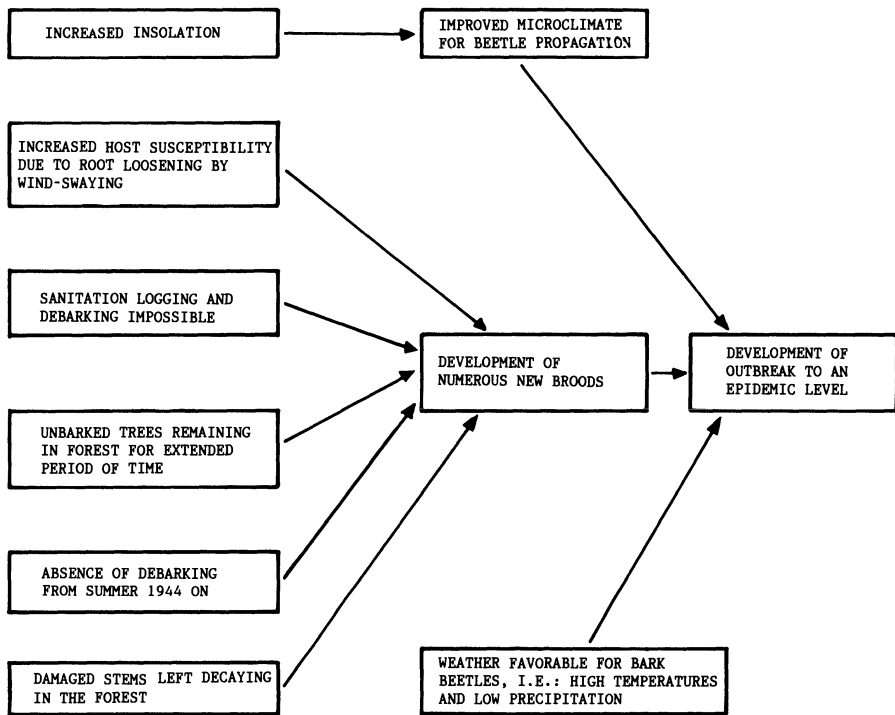 INCREASED INSOLATION
IMPROVED MICROCLIMATE
FOR BEETLE PROPAGATION
INCREASED HOST SUSCEPTIBILITY
DUE TO ROOT LOOSENING BY
WIND-SWAYING
SANITATION LOGGING AND
DEBARKING IMPOSSIBLE
DEVELOPMENT OF
NUMEROUS NEW BROODS
DEVELOPMENT OF
OUTBREAK TO AN
EPIDEMIC LEVEL
UNBARKED TREES REMAINING
IN FOREST FOR EXTENDED
PERIOD OF TIME
ABSENCE OF DEBARKING
FROM SUMMER 1944 ON
DAMAGED STEMS LEFT DECAYING
IN THE FOREST
WEATHER FAVORABLE FOR BARK
BEETLES, I.E.: HIGH TEMPERATURES
AND LOW PRECIPITATION